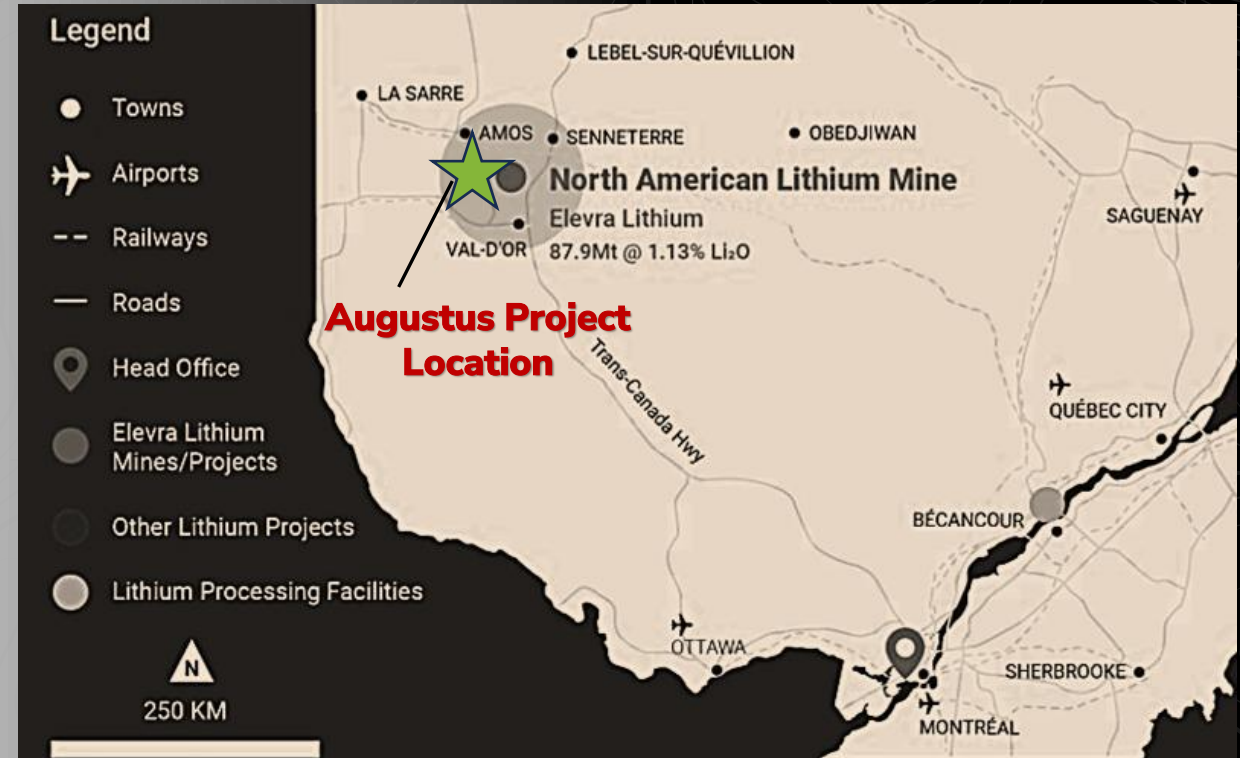 Legend
Towns
Airports
Railways
Roads
Head Office
Elevra Lithium
Mines/Projects
Other Lithium Projects
Lithium Processing Facilities
N
250 KM
LEBEL-SUR-QUÉVILLION
LA SARRE
AMOS
SENNETERRE
OBEDJIWAN
North American Lithium Mine
Elevra Lithium
87.9Mt @ 1.13% Li₂O
VAL-D'OR
SAGUENAY
Augustus Project
Location
Trans-Canada Hwy
QUÉBEC CITY
BÉCANCOUR
OTTAWA
SHERBROOKE
MONTRÉAL